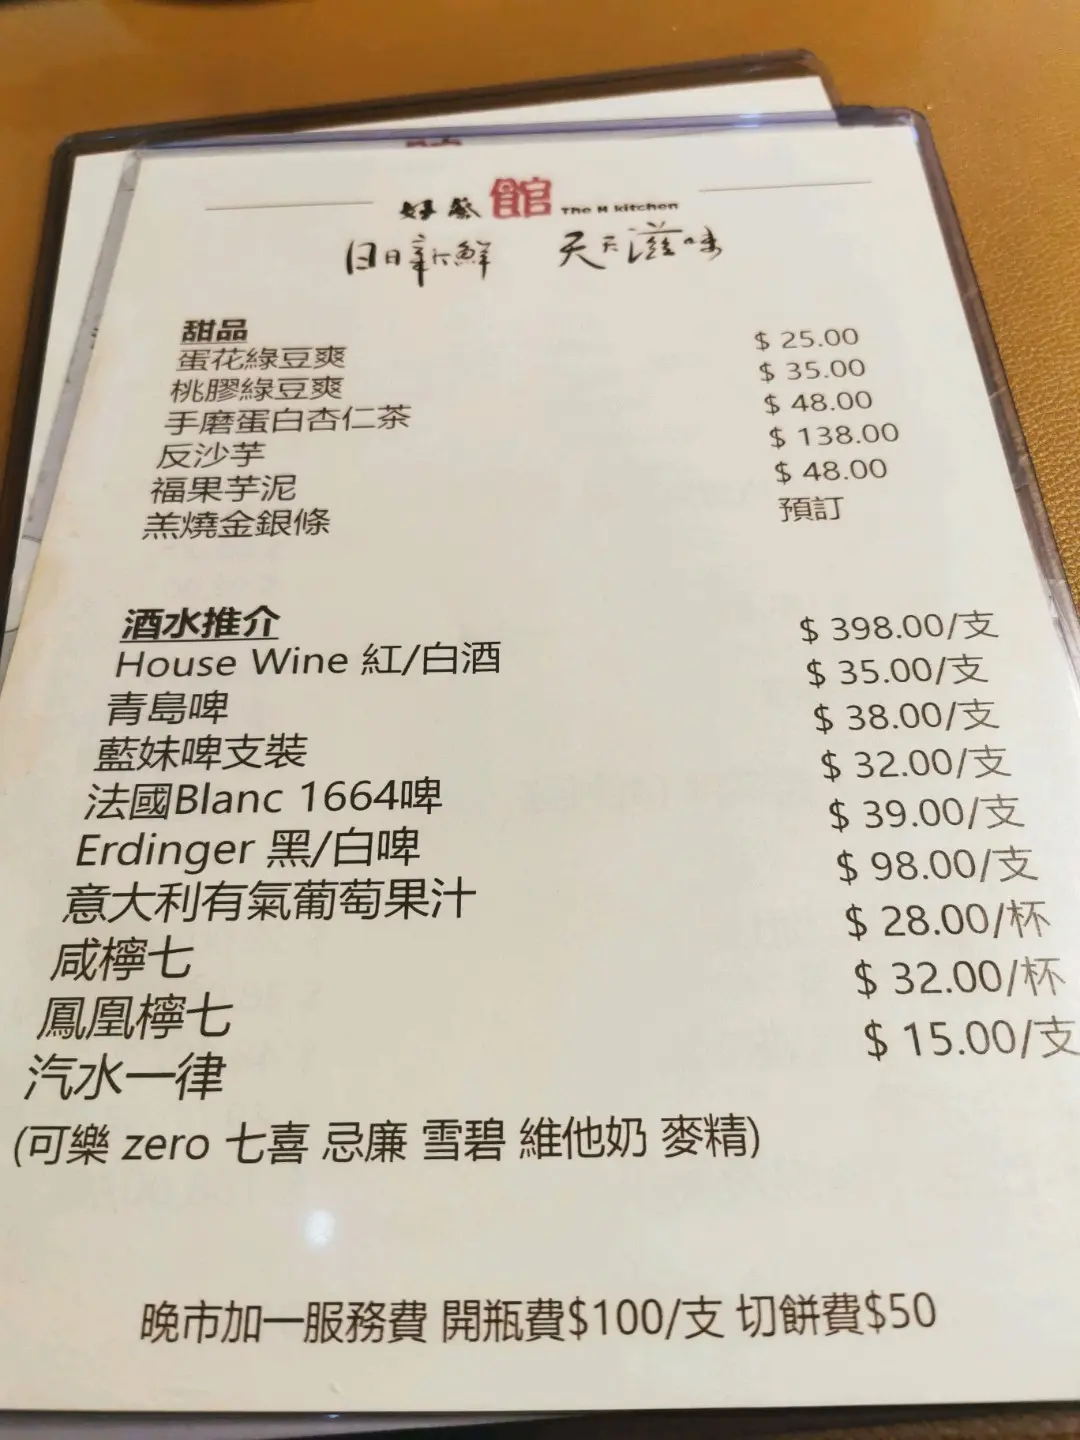 好餐館 The M kitchen
日日新鮮 天天滋味
甜品
蛋花綠豆爽 $ 25.00
桃膠綠豆爽 $ 35.00
手磨蛋白杏仁茶 $ 48.00
反沙芋 $ 138.00
福果芋泥 $ 48.00
羔燒金銀條 預訂
酒水推介
House Wine 紅/白酒 $ 398.00/支
青島啤 $ 35.00/支
藍妹啤支裝 $ 38.00/支
法國Blanc 1664啤 $ 32.00/支
Erdinger 黑/白啤 $ 39.00/支
意大利有氣葡萄果汁 $ 98.00/支
咸檸七 $ 28.00/杯
鳳凰檸七 $ 32.00/杯
汽水一律 $ 15.00/支
(可樂 zero 七喜 忌廉 雪碧 維他奶 麥精)
晚市加一服務費 開瓶費$100/支 切餅費$50